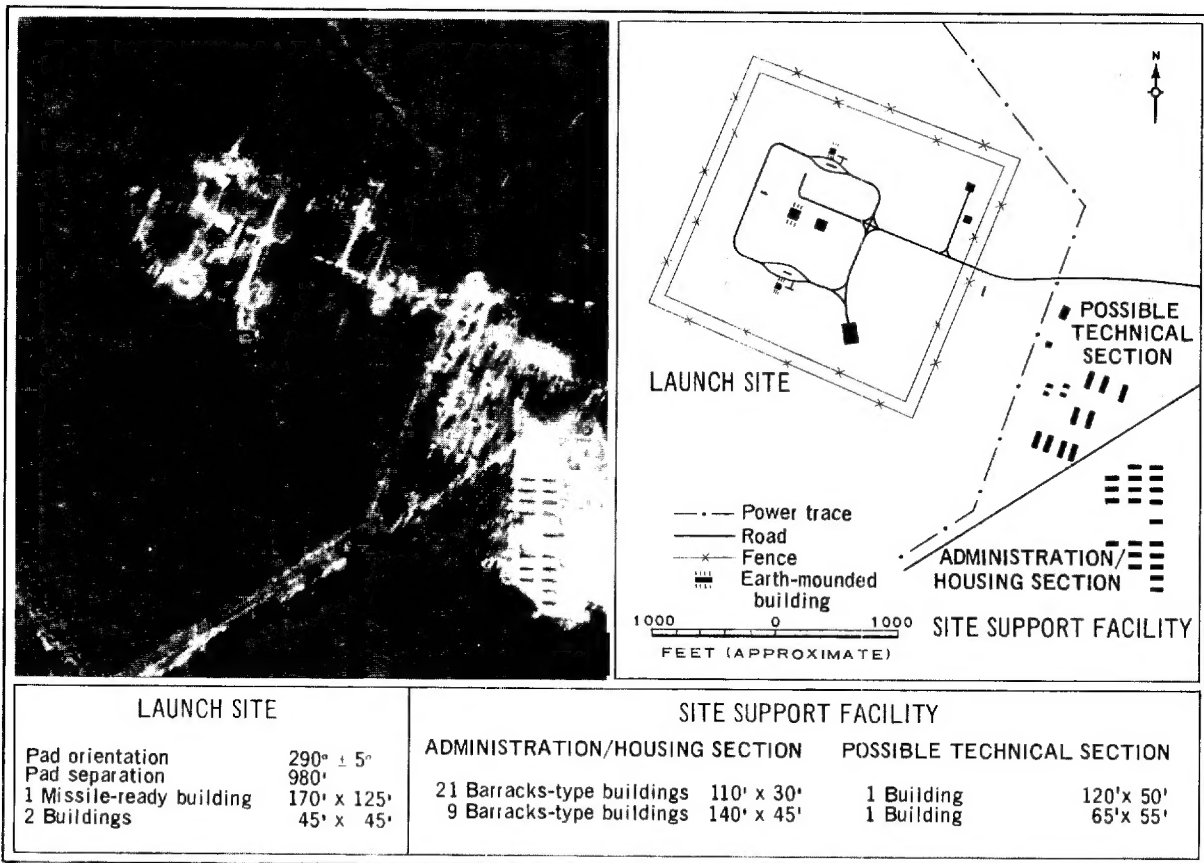 N
POSSIBLE
TECHNICAL
SECTION
LAUNCH SITE
Power trace
Road
Fence
Earth-mounded
building
ADMINISTRATION/
HOUSING SECTION
SITE SUPPORT FACILITY
1000 0 1000
FEET (APPROXIMATE)
LAUNCH SITE
Pad orientation 290° ± 5°
Pad separation 980'
1 Missile-ready building 170' x 125'
2 Buildings 45' x 45'
SITE SUPPORT FACILITY
ADMINISTRATION/HOUSING SECTION
21 Barracks-type buildings 110' x 30'
9 Barracks-type buildings 140' x 45'
POSSIBLE TECHNICAL SECTION
1 Building 120'x 50'
1 Building 65'x 55'